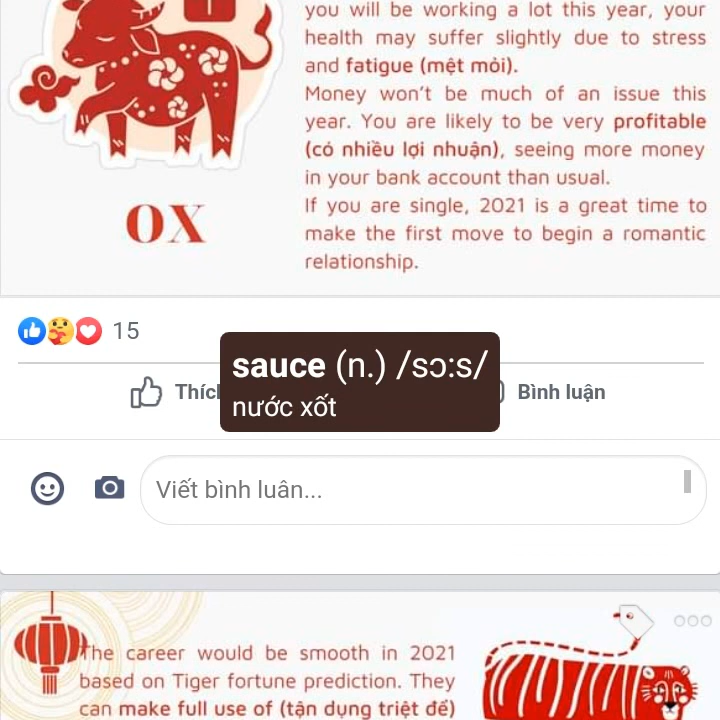 you will be working a lot this year, your
health may suffer slightly due to stress
and fatigue (mệt mỏi).
Money won't be much of an issue this
year. You are likely to be very profitable
(có nhiều lợi nhuận), seeing more money
in your bank account than usual.
If you are single, 2021 is a great time to
make the first move to begin a romantic
relationship.
OX
15
sauce (n.) /sɔ:s/
nước xốt
Bình luận
Viết bình luân...
The career would be smooth in 2021
based on Tiger fortune prediction. They
can make full use of (tận dụng triệt để)